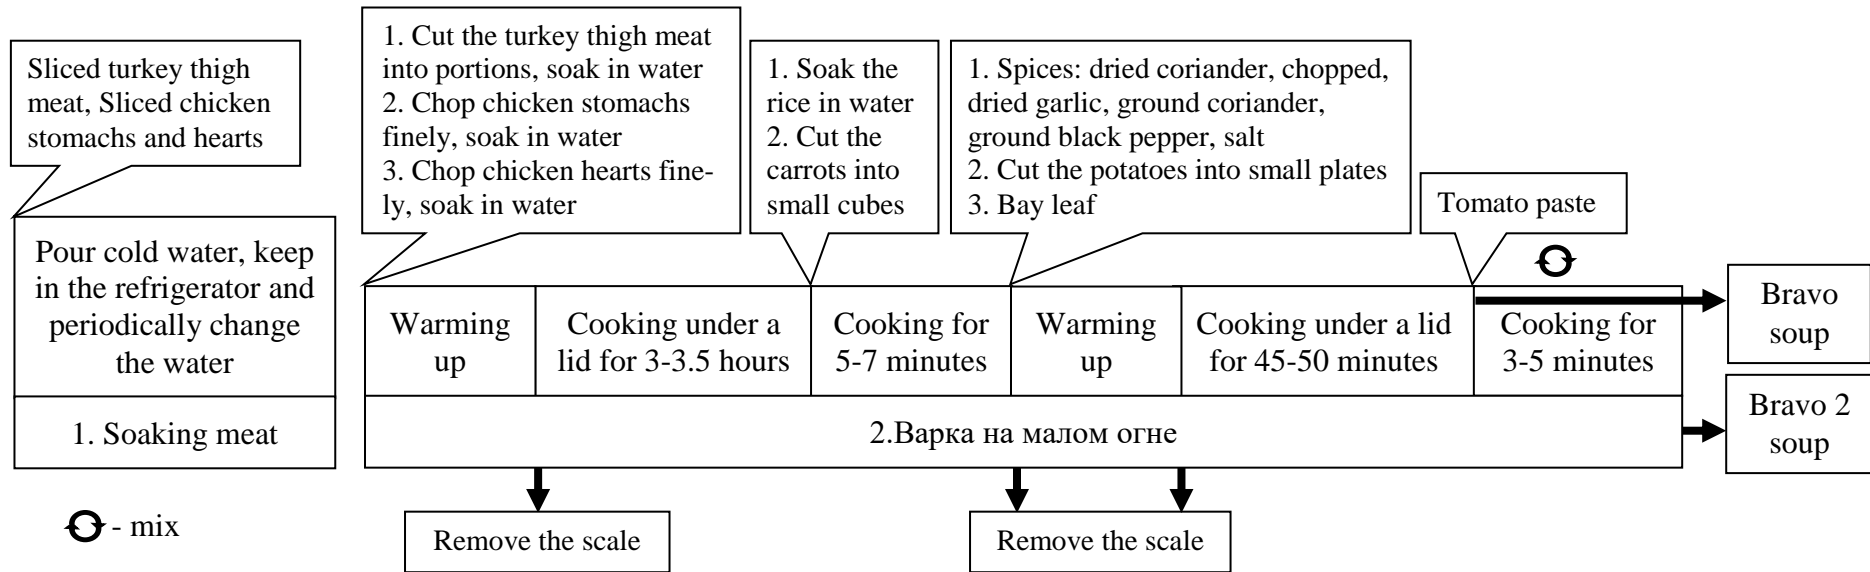 Sliced turkey thigh
meat, Sliced chicken
stomachs and hearts
1. Cut the turkey thigh meat
into portions, soak in water
2. Chop chicken stomachs
finely, soak in water
3. Chop chicken hearts fine-
ly, soak in water
1. Soak the
rice in water
2. Cut the
carrots into
small cubes
1. Spices: dried coriander, chopped,
dried garlic, ground coriander,
ground black pepper, salt
2. Cut the potatoes into small plates
3. Bay leaf
Tomato paste
Pour cold water, keep
in the refrigerator and
periodically change
the water
1. Soaking meat
Warming
up
Cooking under a
lid for 3-3.5 hours
Cooking for
5-7 minutes
Warming
up
Cooking under a lid
for 45-50 minutes
Cooking for
3-5 minutes
Bravo
soup
2.Варка на малом огне
Bravo 2
soup
- mix
Remove the scale
Remove the scale